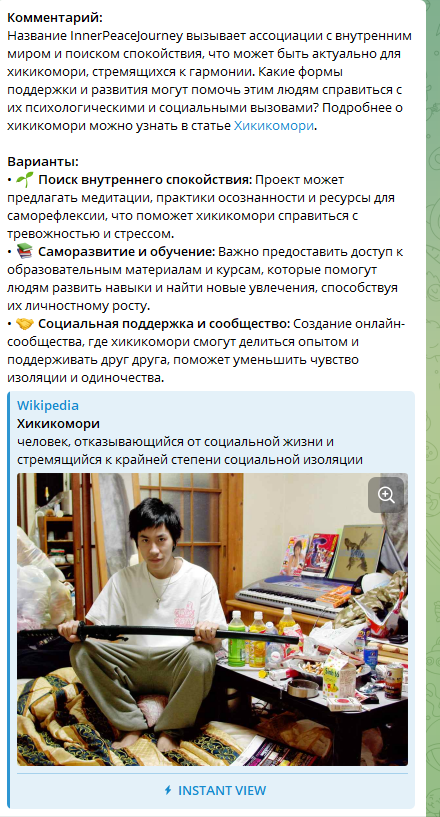 Комментарий:
Название InnerPeaceJourney вызывает ассоциации с внутренним
миром и поиском спокойствия, что может быть актуально для
хикикомори, стремящихся к гармонии. Какие формы
поддержки и развития могут помочь этим людям справиться с
их психологическими и социальными вызовами? Подробнее о
хикикомори можно узнать в статье Хикикомори.
Варианты:
• 🌱 Поиск внутреннего спокойствия: Проект может
предлагать медитации, практики осознанности и ресурсы для
саморефлексии, что поможет хикикомори справиться с
тревожностью и стрессом.
• 📚 Саморазвитие и обучение: Важно предоставить доступ к
образовательным материалам и курсам, которые помогут
людям развить навыки и найти новые увлечения, способствуя
их личностному росту.
• 🤝 Социальная поддержка и сообщество: Создание онлайн-
сообщества, где хикикомори смогут делиться опытом и
поддерживать друг друга, поможет уменьшить чувство
изоляции и одиночества.
Wikipedia
Хикикомори
человек, отказывающийся от социальной жизни и
стремящийся к крайней степени социальной изоляции
INSTANT VIEW